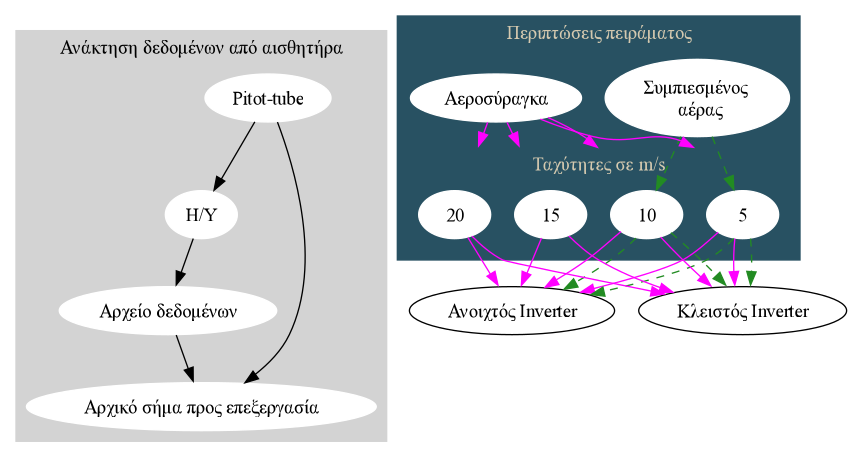 Ανάκτηση δεδομένων από αισθητήρα
Pitot-tube
Η/Υ
Αρχείο δεδομένων
Αρχικό σήμα προς επεξεργασία
Περιπτώσεις πειράματος
Αεροσύραγκα
Συμπιεσμένος
αέρας
Ταχύτητες σε m/s
20
15
10
5
Ανοιχτός Inverter
Κλειστός Inverter